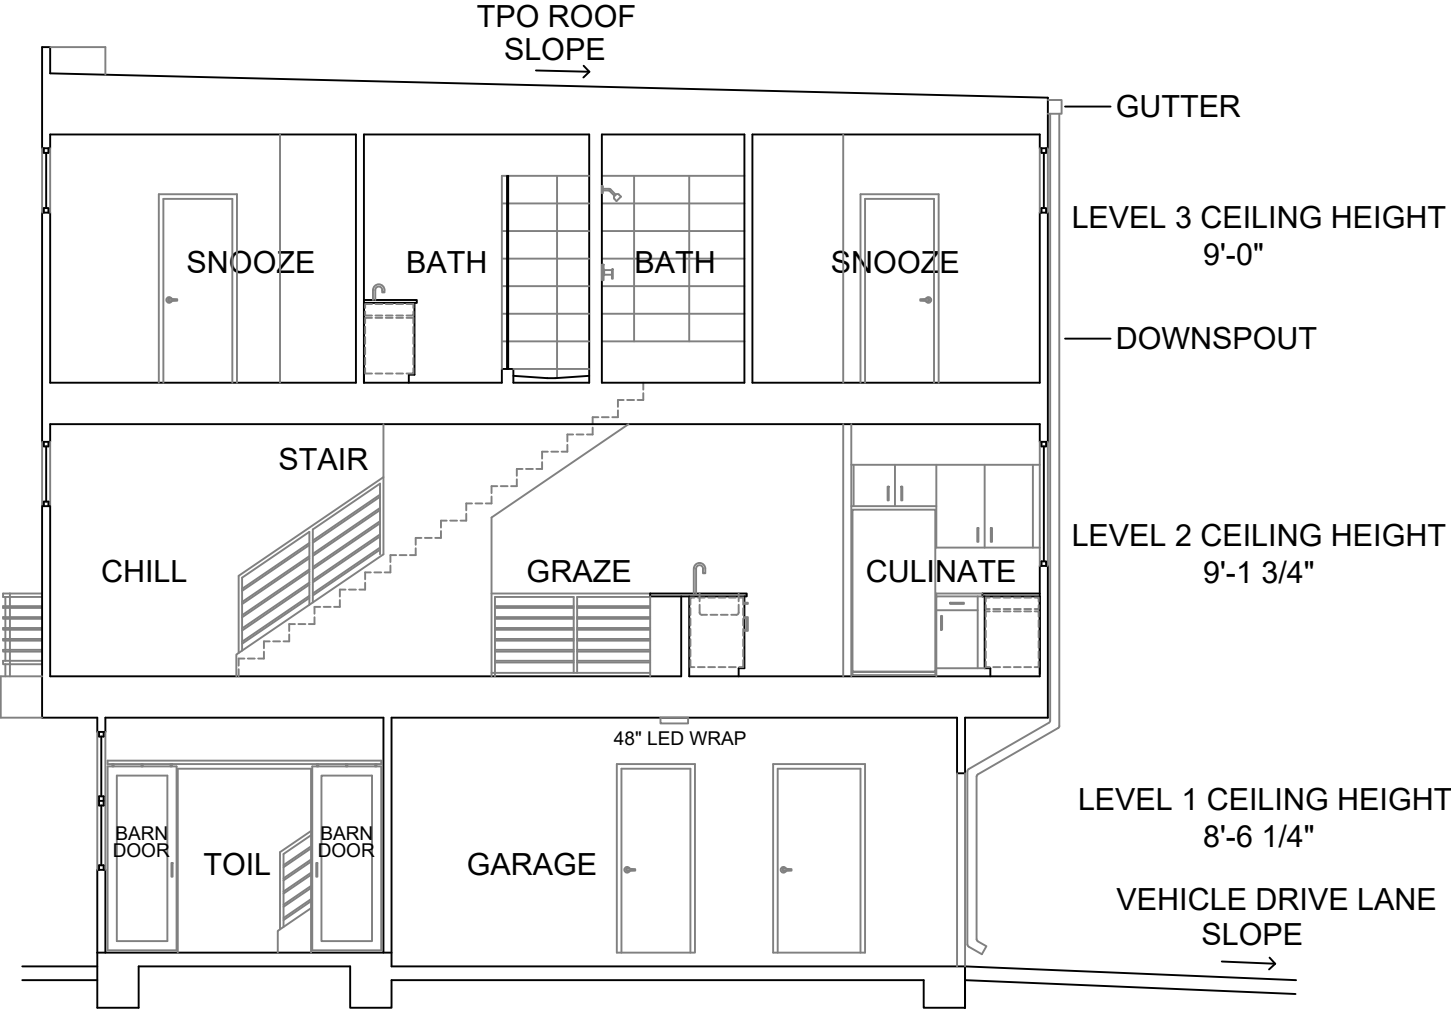 TPO ROOF
SLOPE
GUTTER
LEVEL 3 CEILING HEIGHT
9'-0"
SNOOZE
BATH
BATH
SNOOZE
DOWNSPOUT
STAIR
LEVEL 2 CEILING HEIGHT
9'-1 3/4"
CHILL
GRAZE
CULINATE
48" LED WRAP
LEVEL 1 CEILING HEIGHT
8'-6 1/4"
BARN
DOOR
TOIL
BARN
DOOR
GARAGE
VEHICLE DRIVE LANE
SLOPE